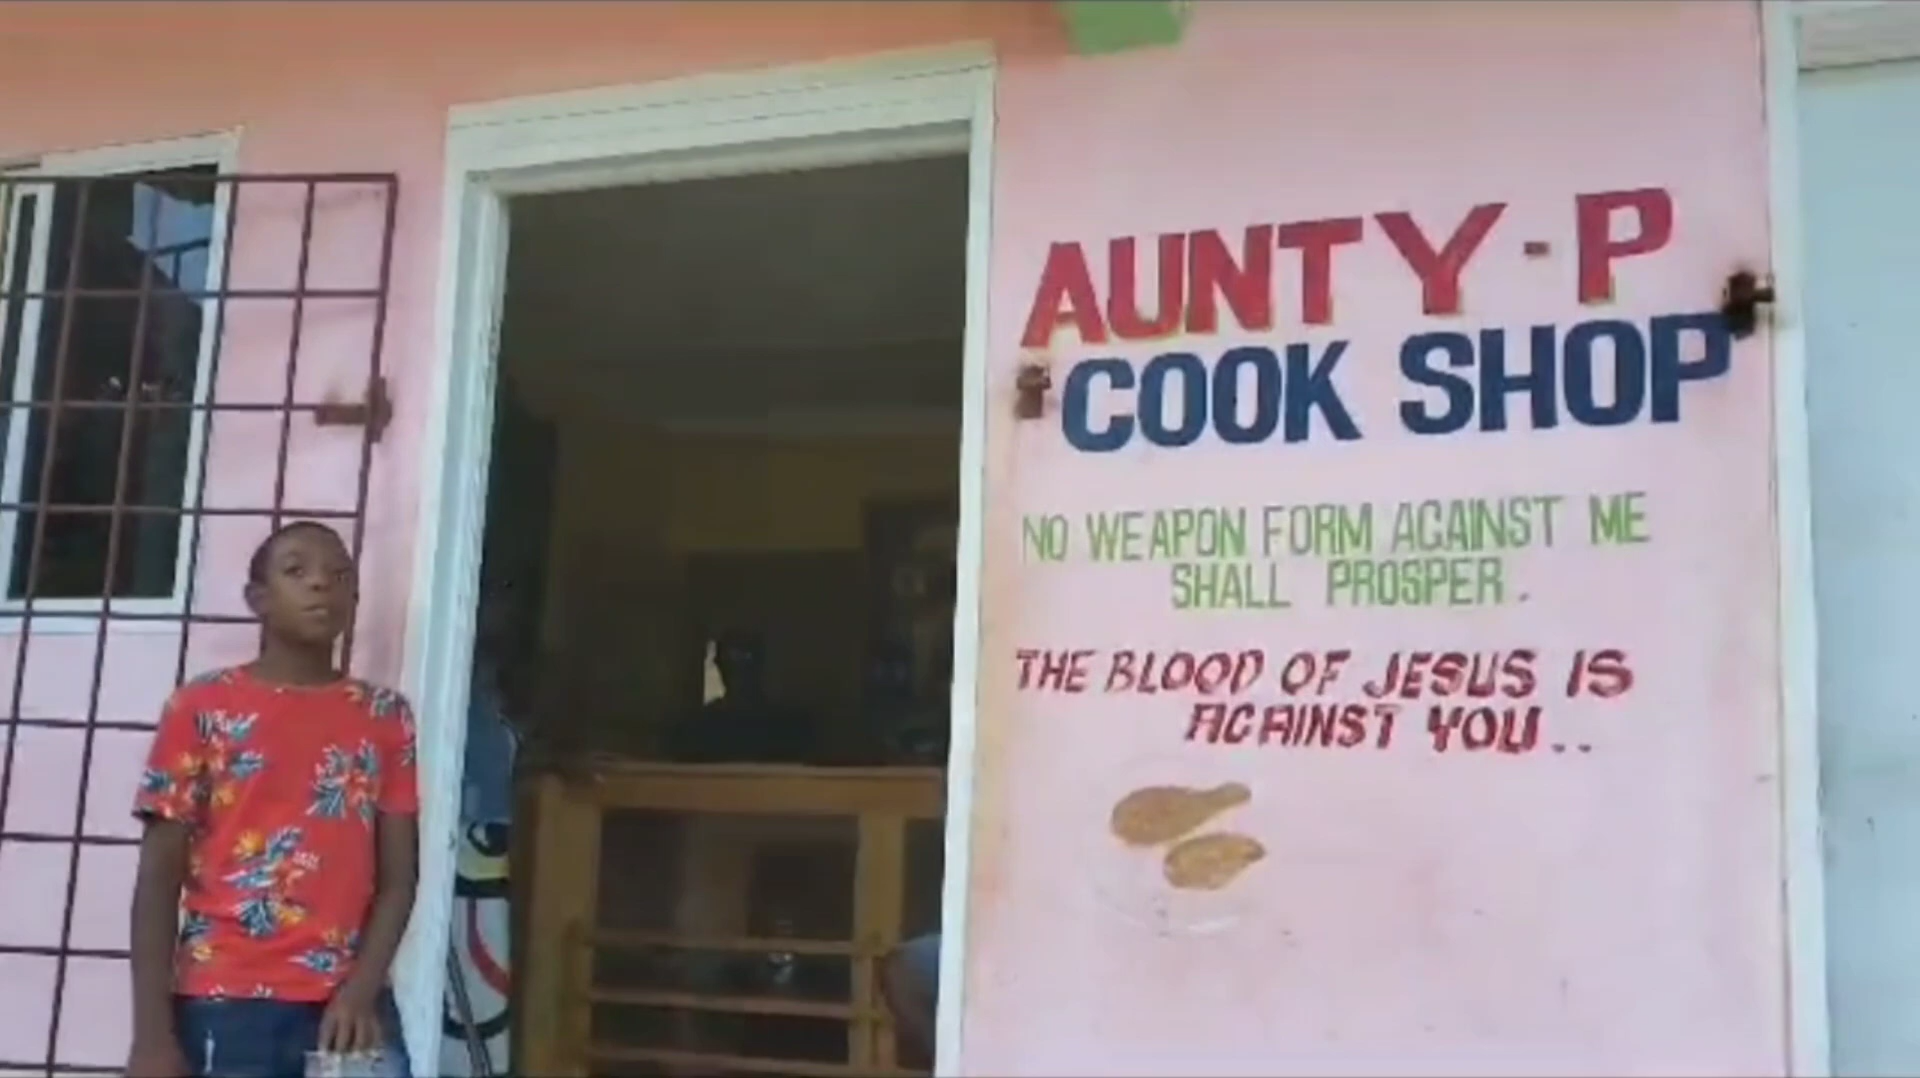 AUNTY-P
COOK SHOP
NO WEAPON FORM AGAINST ME
SHALL PROSPER.
THE BLOOD OF JESUS IS
AGAINST YOU..